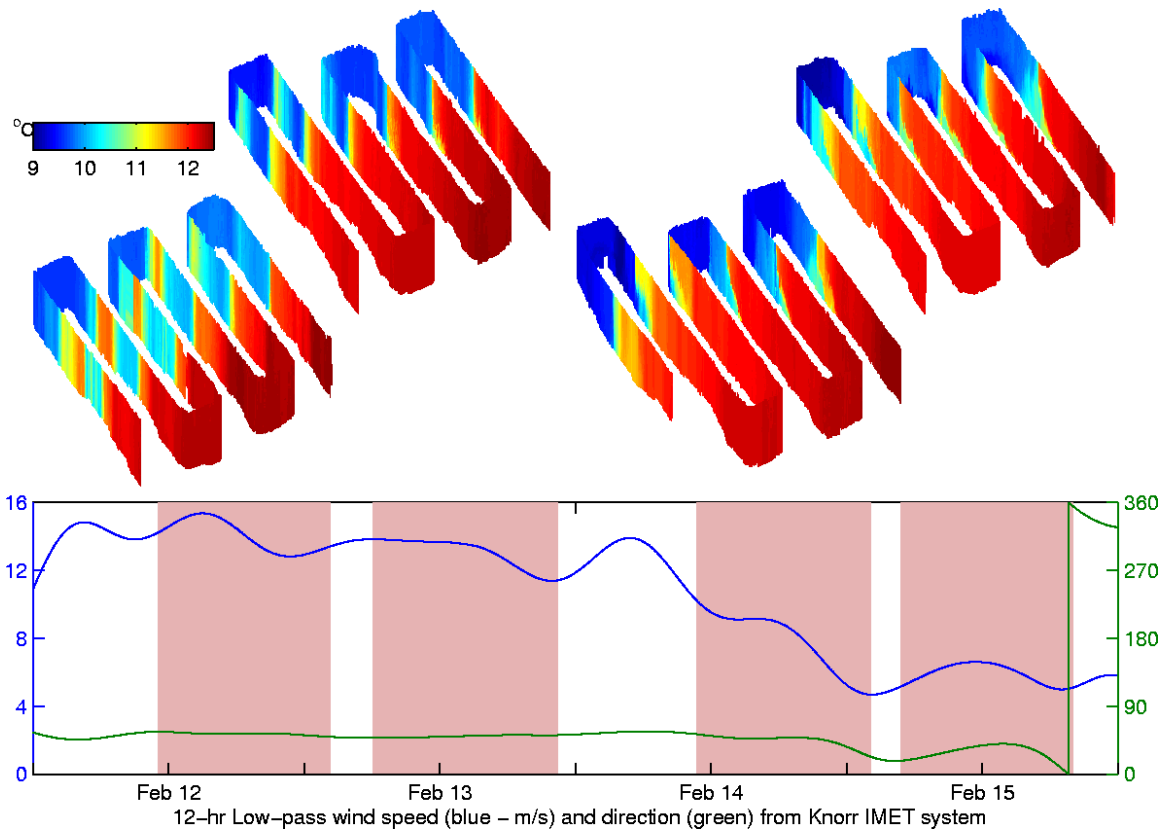 °C
9 10 11 12
16 360
12 270
8 180
4 90
0 0
Feb 12 Feb 13 Feb 14 Feb 15
12-hr Low-pass wind speed (blue - m/s) and direction (green) from Knorr IMET system